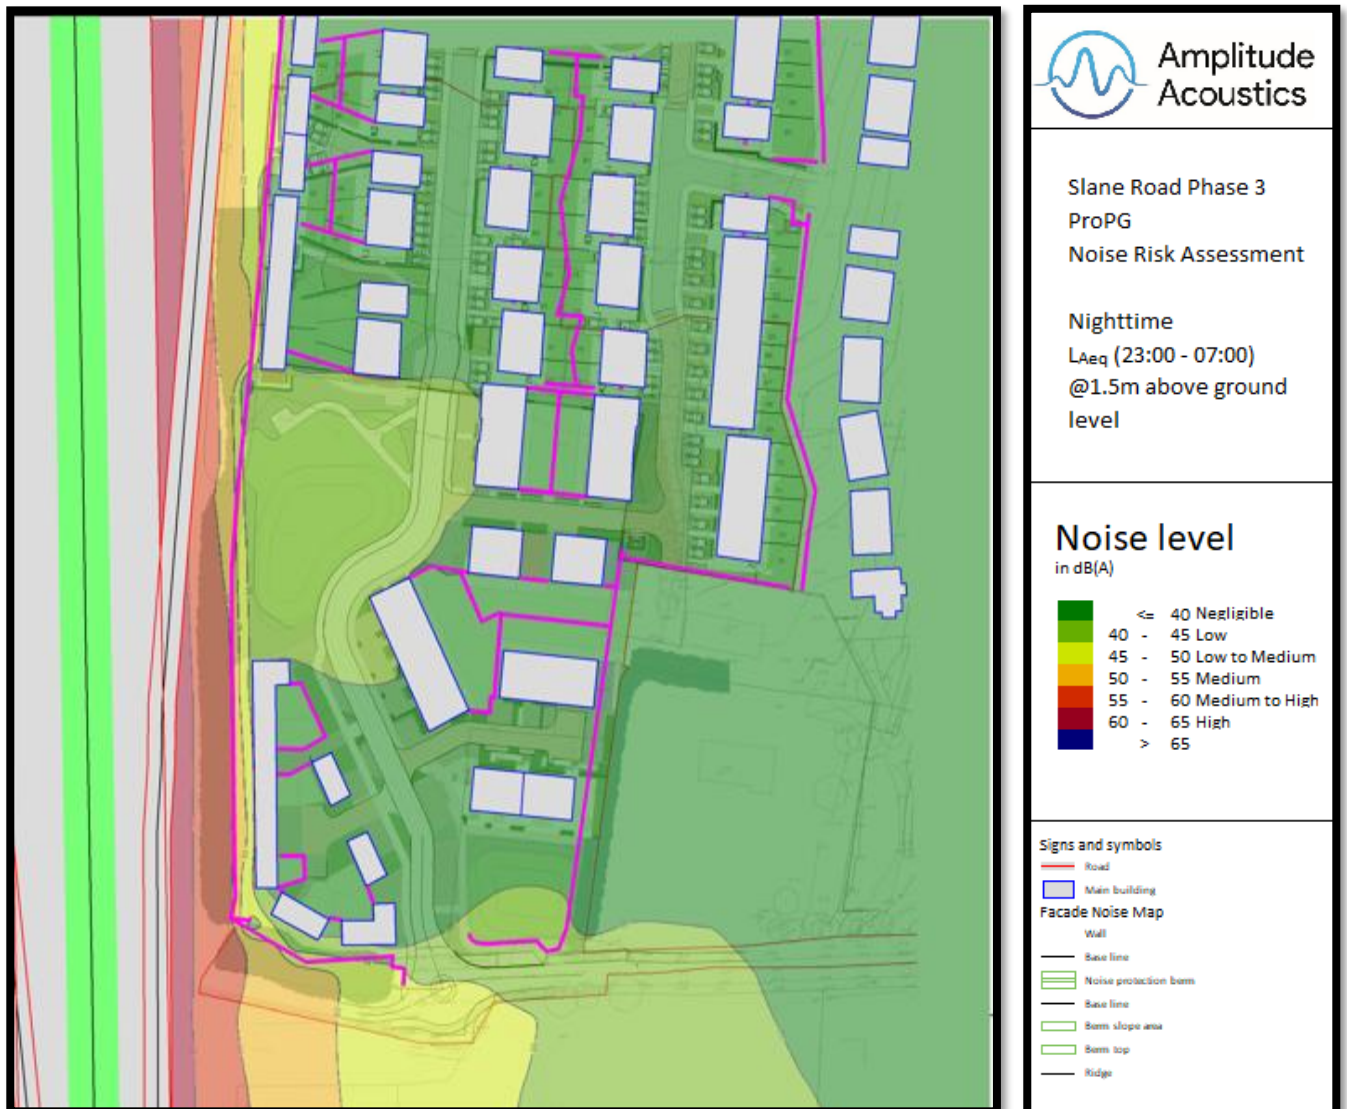 Amplitude
Acoustics
Slane Road Phase 3
ProPG
Noise Risk Assessment
Nighttime
LAeq (23:00 - 07:00)
@1.5m above ground
level
Noise level
in dB(A)
<= 40 Negligible
40 - 45 Low
45 - 50 Low to Medium
50 - 55 Medium
55 - 60 Medium to High
60 - 65 High
> 65
Signs and symbols
Road
Main building
Facade Noise Map
Wall
Base line
Noise protection berm
Base line
Berm slope area
Berm top
Ridge